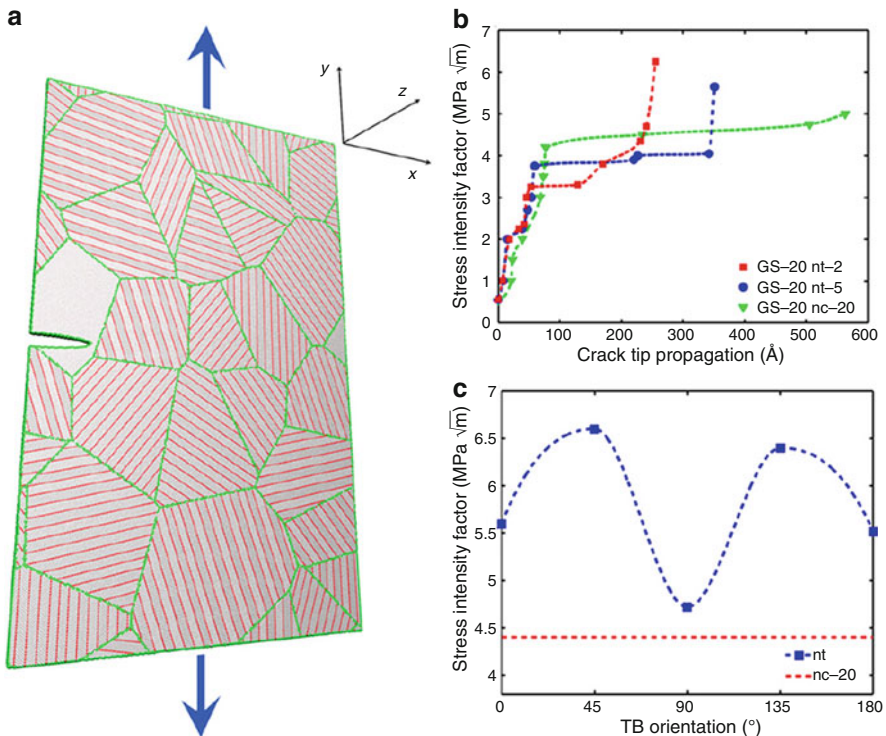 a
y
z
x
b
Stress intensity factor (MPa √m)
7
6
5
4
3
2
1
0
0 100 200 300 400 500 600
Crack tip propagation (Å)
GS–20 nt–2
GS–20 nt–5
GS–20 nc–20
c
Stress intensity factor (MPa √m)
7
6.5
6
5.5
5
4.5
4
0 45 90 135 180
TB orientation (°)
nt
nc–20